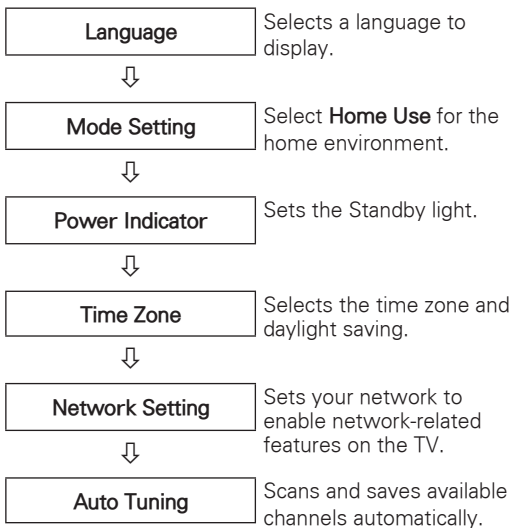 Language
Selects a language to
display.
Mode Setting
Select Home Use for the
home environment.
Power Indicator
Sets the Standby light.
Time Zone
Selects the time zone and
daylight saving.
Network Setting
Sets your network to
enable network-related
features on the TV.
Auto Tuning
Scans and saves available
channels automatically.